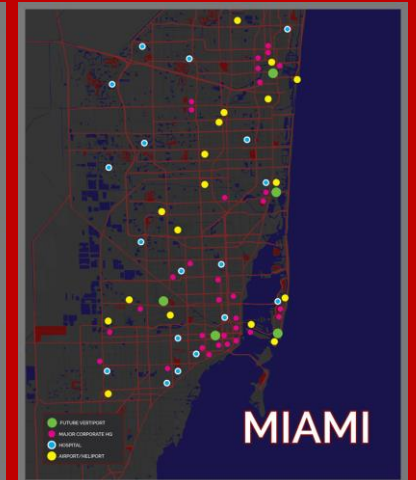 MIAMI
FUTURE VERTIPORT
MAJOR CORPORATE HQ
HOSPITAL
AIRPORT/HELIPORT